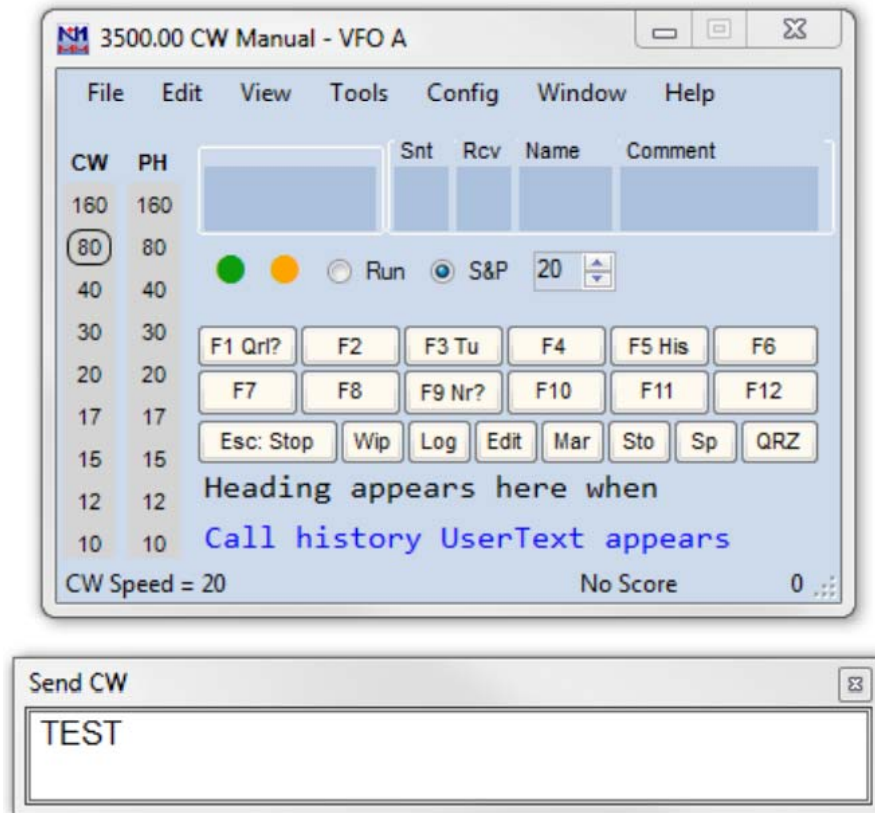 N1 MM 3500.00 CW Manual - VFO A
File Edit View Tools Config Window Help
Snt Rcv Name Comment
CW PH
160 160
80 80
40 40
30 30
20 20
17 17
15 15
12 12
10 10
Run S&P 20
F1 Qrl? F2 F3 Tu F4 F5 His F6
F7 F8 F9 Nr? F10 F11 F12
Esc: Stop Wip Log Edit Mar Sto Sp QRZ
Heading appears here when
Call history UserText appears
CW Speed = 20 No Score 0
Send CW
TEST